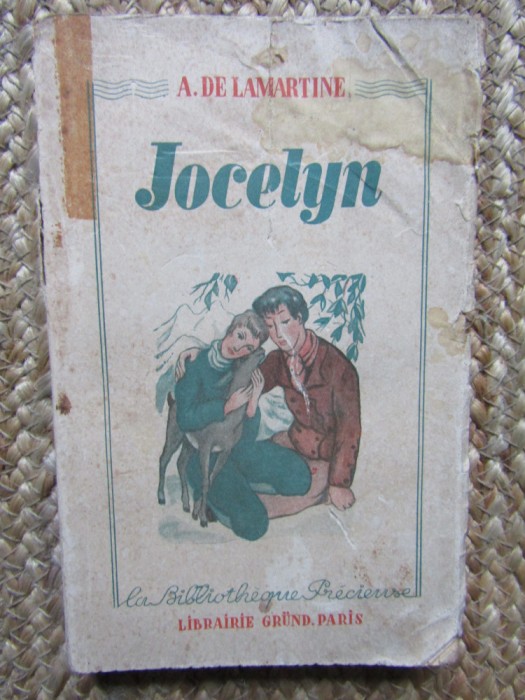 A. DE LAMARTINE
Jocelyn
la Bibliothèque Précieuse
LIBRAIRIE GRÜND. PARIS